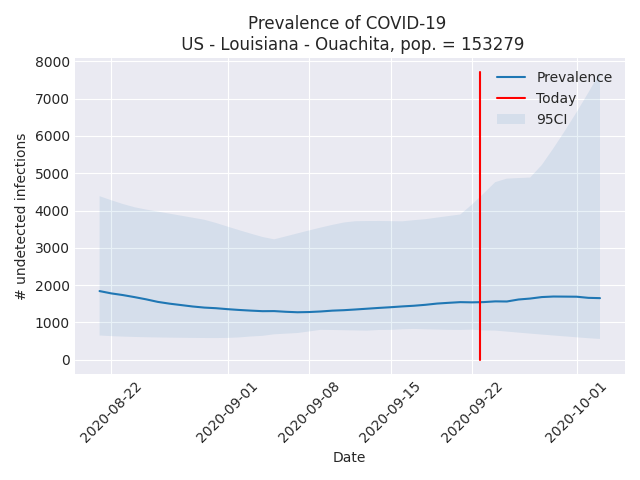 Prevalence of COVID-19
US - Louisiana - Ouachita, pop. = 153279
8000
7000
6000
5000
4000
3000
2000
1000
0
# undetected infections
Prevalence
Today
95CI
2020-08-22
2020-09-01
2020-09-08
2020-09-15
2020-09-22
2020-10-01
Date